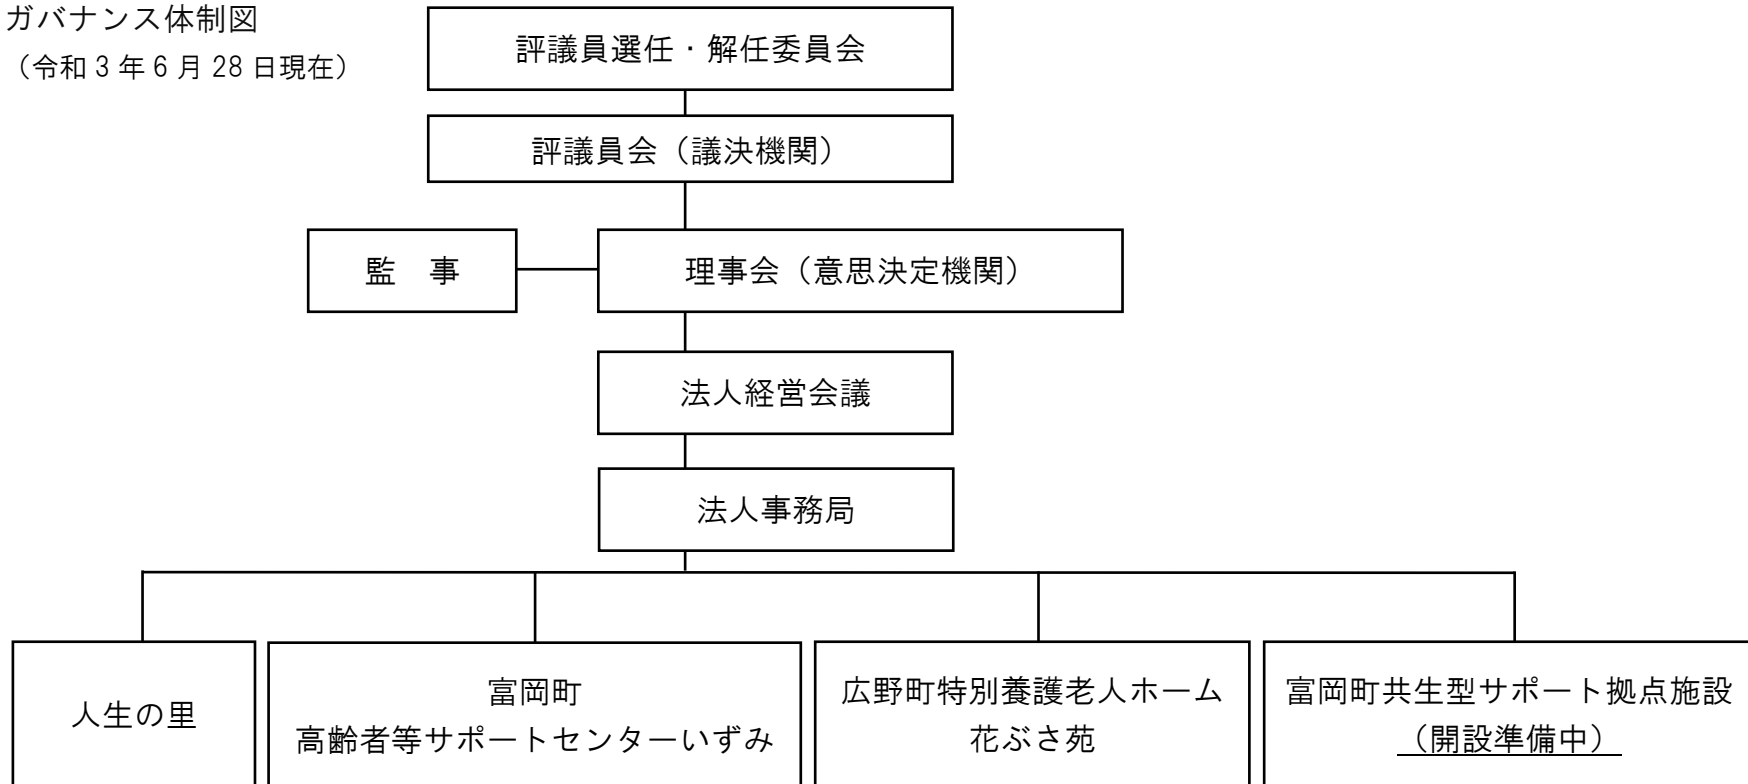 ガバナンス体制図
（令和3年6月28日現在）
評議員選任・解任委員会
評議員会（議決機関）
監　事
理事会（意思決定機関）
法人経営会議
法人事務局
人生の里
富岡町
高齢者等サポートセンターいずみ
広野町特別養護老人ホーム
花ぶさ苑
富岡町共生型サポート拠点施設
（開設準備中）